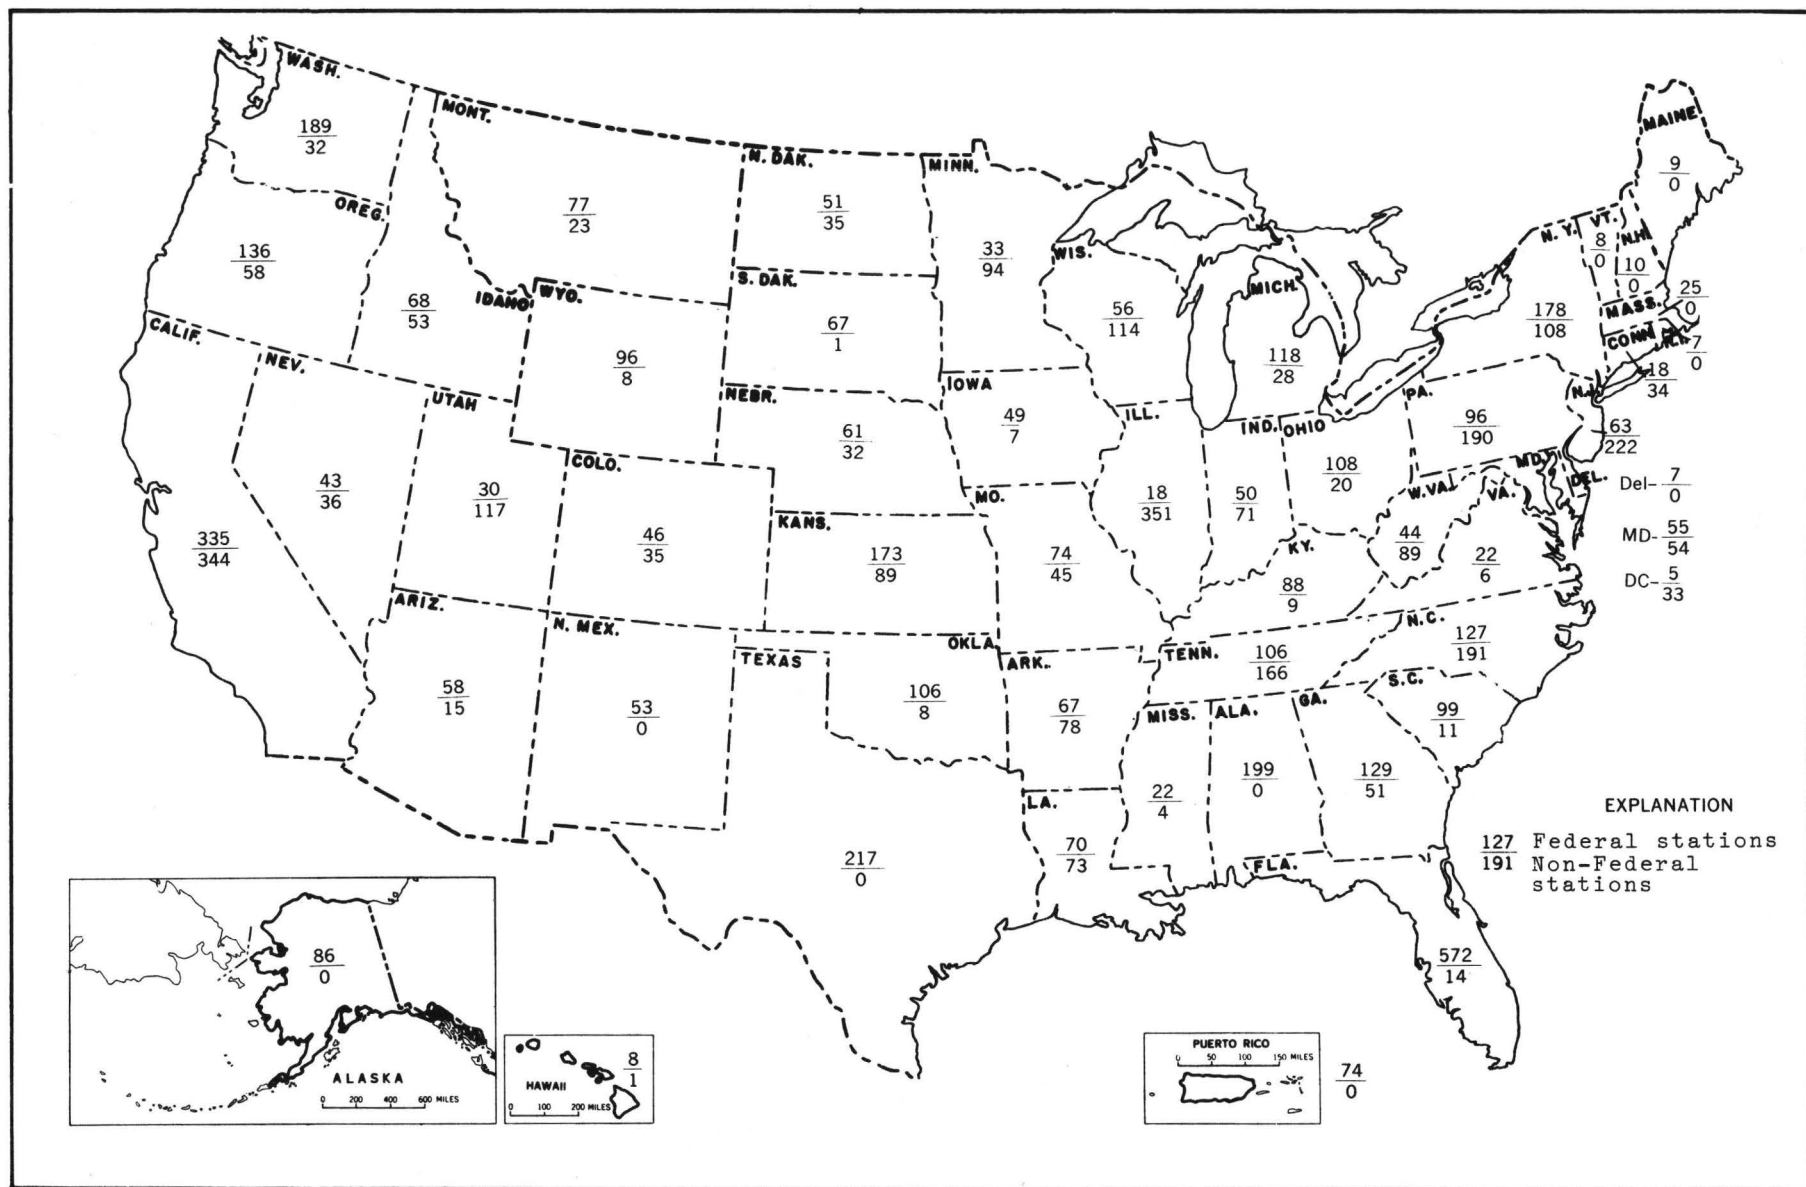 WASH.
189
32
MONT.
77
23
N. DAK.
51
35
MINN.
33
94
MAINE
9
0
OREG.
136
58
IDAHO
68
53
WYO.
96
8
S. DAK.
67
1
WIS.
56
114
MICH.
118
28
N. Y.
178
108
VT.
8
0
N.H.
10
0
MASS.
25
0
CONN
18
34
R.I.
7
0
CALIF.
335
344
NEV.
43
36
UTAH
30
117
COLO.
46
35
NEBR.
61
32
IOWA
49
7
ILL.
18
351
IND.
50
71
OHIO
108
20
PA.
96
190
N.J.
63
222
MD.
DEL.
Del- 7
0
MD- 55
54
DC- 5
33
W.VA.
44
89
VA.
22
6
KANS.
173
89
MO.
74
45
KY.
88
9
ARIZ.
58
15
N. MEX.
53
0
TEXAS
217
0
OKLA.
106
8
ARK.
67
78
TENN.
106
166
N.C.
127
191
S.C.
99
11
MISS.
22
4
ALA.
199
0
GA.
129
51
LA.
70
73
FLA.
572
14
EXPLANATION
127 Federal stations
191 Non-Federal
stations
86
0
ALASKA
0 200 400 600 MILES
8
1
HAWAII
0 100 200 MILES
PUERTO RICO
0 50 100 150 MILES
74
0